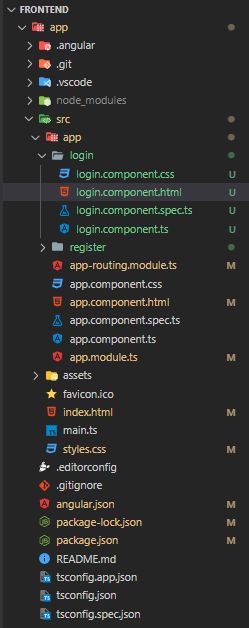 FRONTEND
app
.angular
.git
.vscode
node_modules
src
app
login
login.component.css U
login.component.html U
login.component.spec.ts U
login.component.ts U
register
app-routing.module.ts M
app.component.css
app.component.html M
app.component.spec.ts
app.component.ts
app.module.ts M
assets
favicon.ico
index.html M
main.ts
styles.css M
.editorconfig
.gitignore
angular.json M
package-lock.json M
package.json M
README.md
tsconfig.app.json
tsconfig.json
tsconfig.spec.json